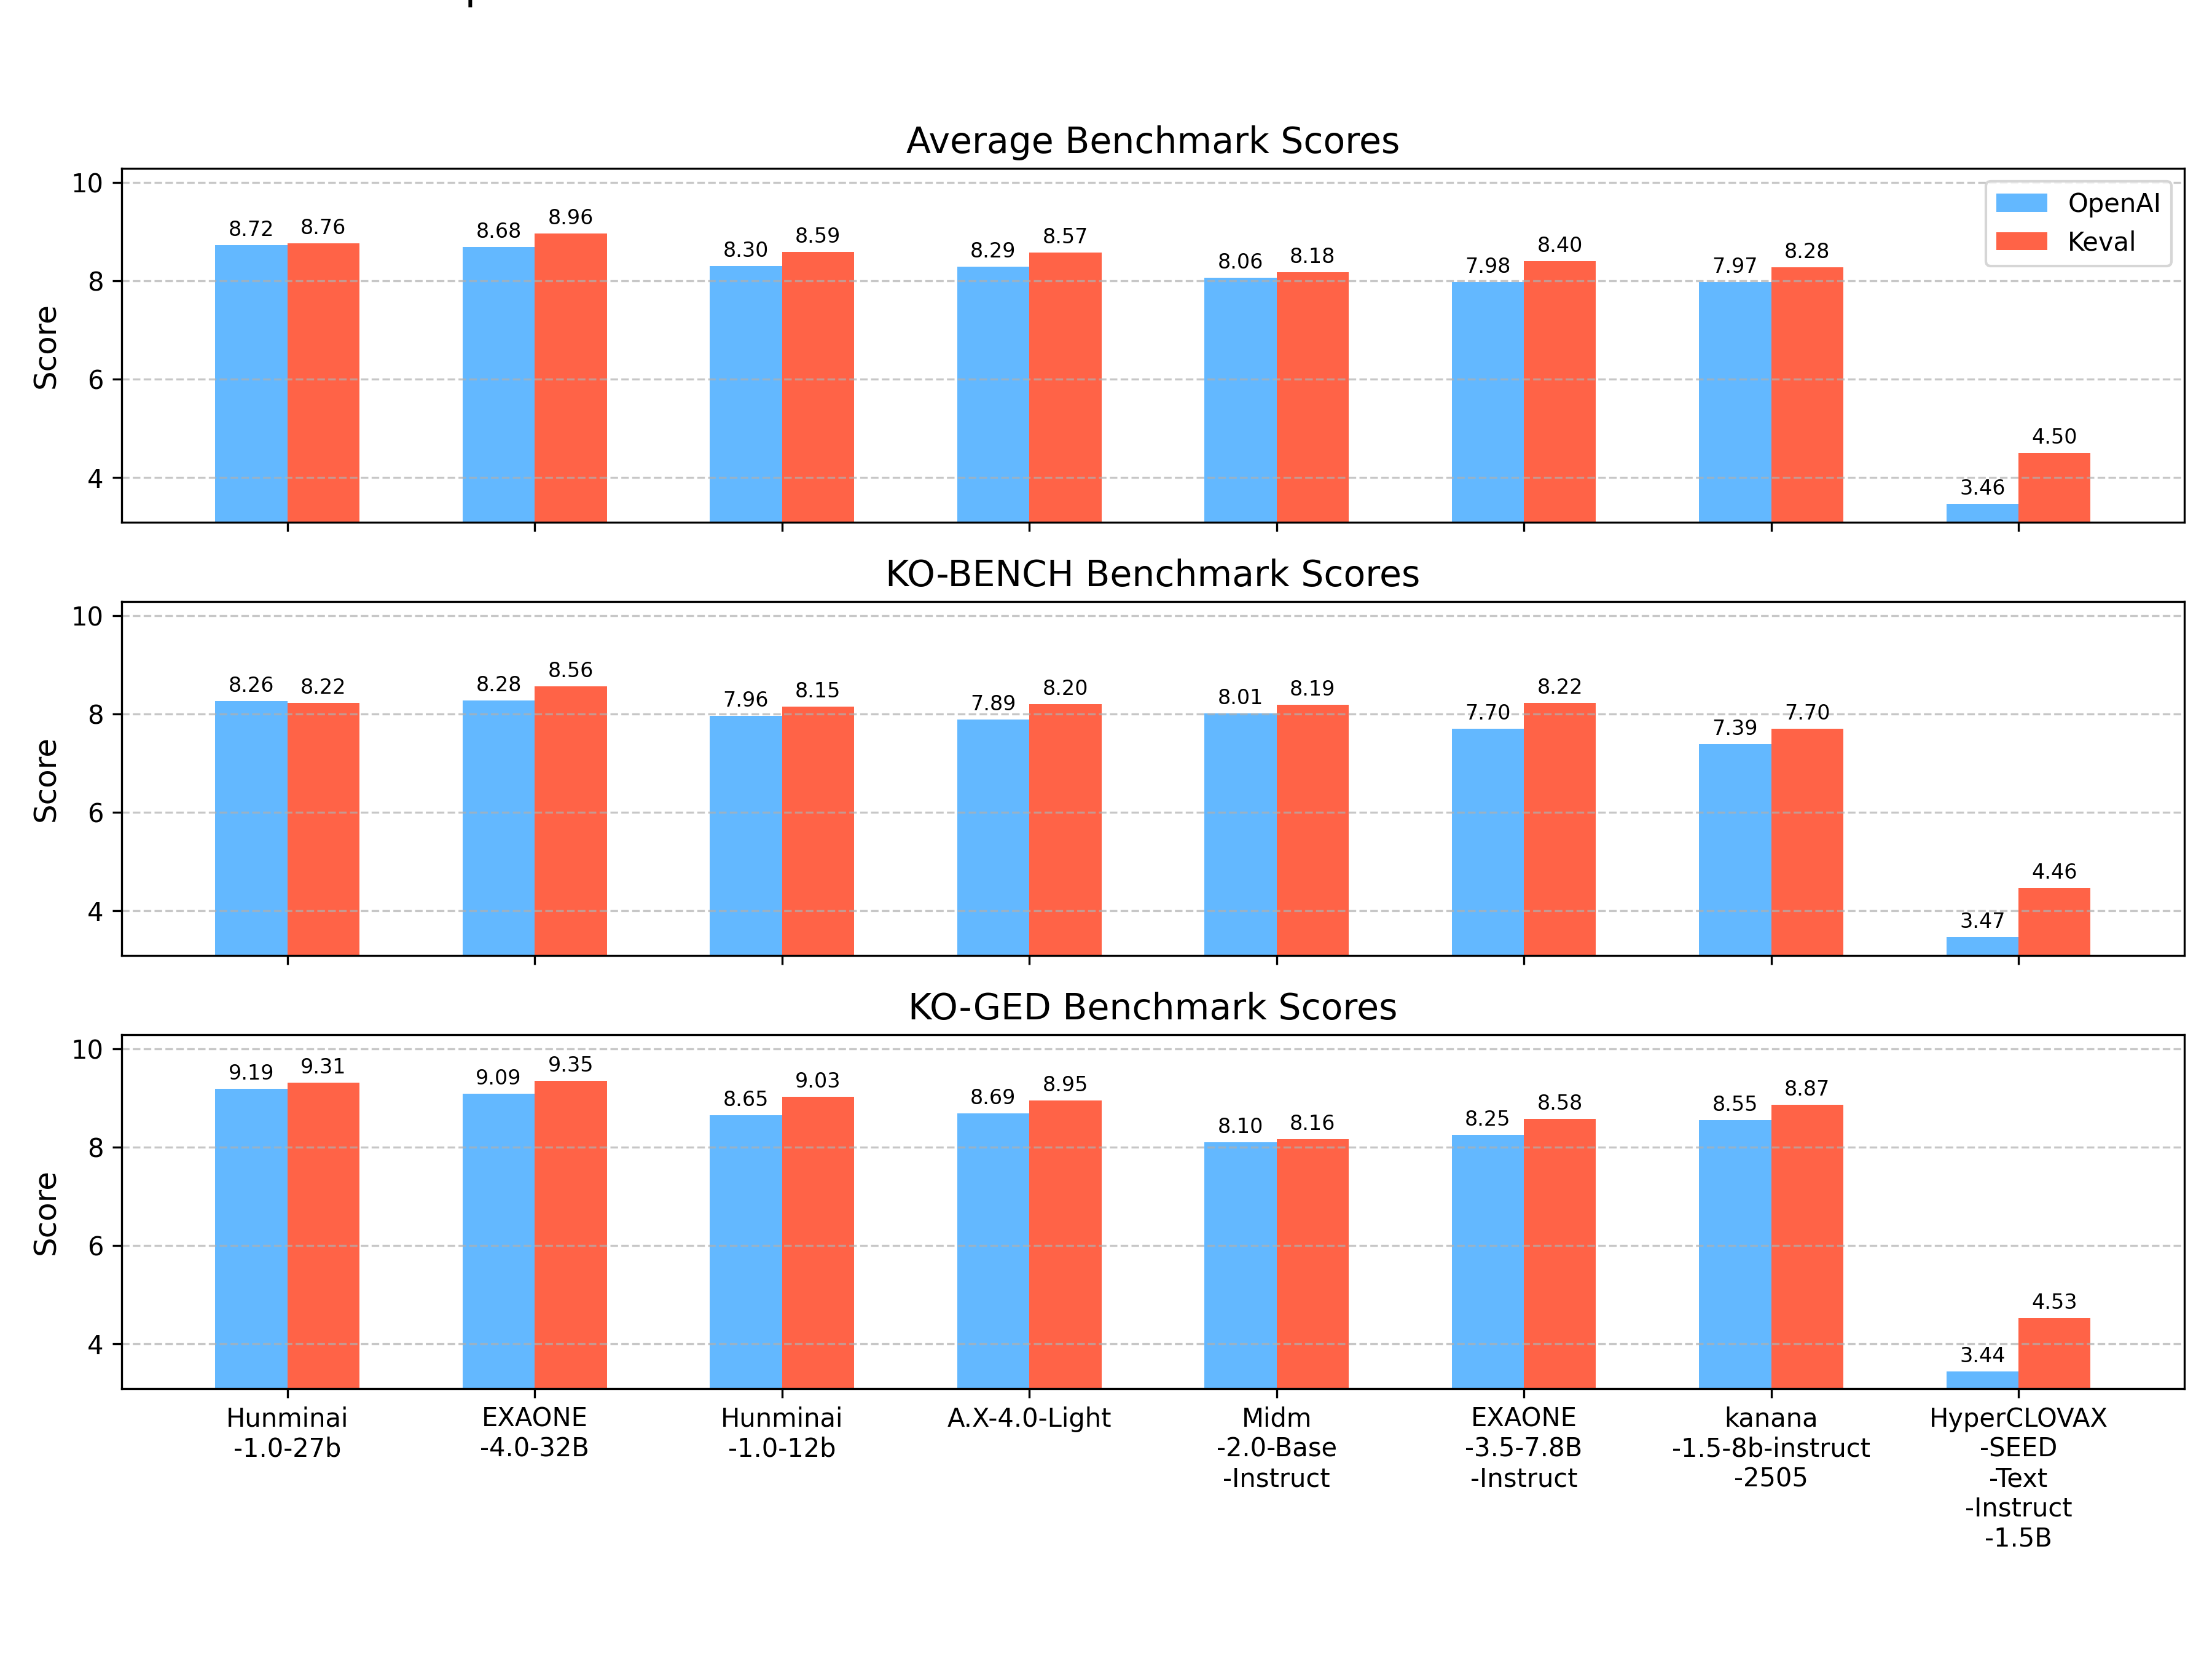 Average Benchmark Scores
10
8
6
4
Score
8.72 8.76 8.68 8.96 8.30 8.59 8.29 8.57 8.06 8.18 7.98 8.40 7.97 8.28 3.46 4.50
OpenAI
Keval
KO-BENCH Benchmark Scores
10
8
6
4
Score
8.26 8.22 8.28 8.56 7.96 8.15 7.89 8.20 8.01 8.19 7.70 8.22 7.39 7.70 3.47 4.46
KO-GED Benchmark Scores
10
8
6
4
Score
9.19 9.31 9.09 9.35 8.65 9.03 8.69 8.95 8.10 8.16 8.25 8.58 8.55 8.87 3.44 4.53
Hunminai
-1.0-27b
EXAONE
-4.0-32B
Hunminai
-1.0-12b
A.X-4.0-Light
Midm
-2.0-Base
-Instruct
EXAONE
-3.5-7.8B
-Instruct
kanana
-1.5-8b-instruct
-2505
HyperCLOVAX
-SEED
-Text
-Instruct
-1.5B